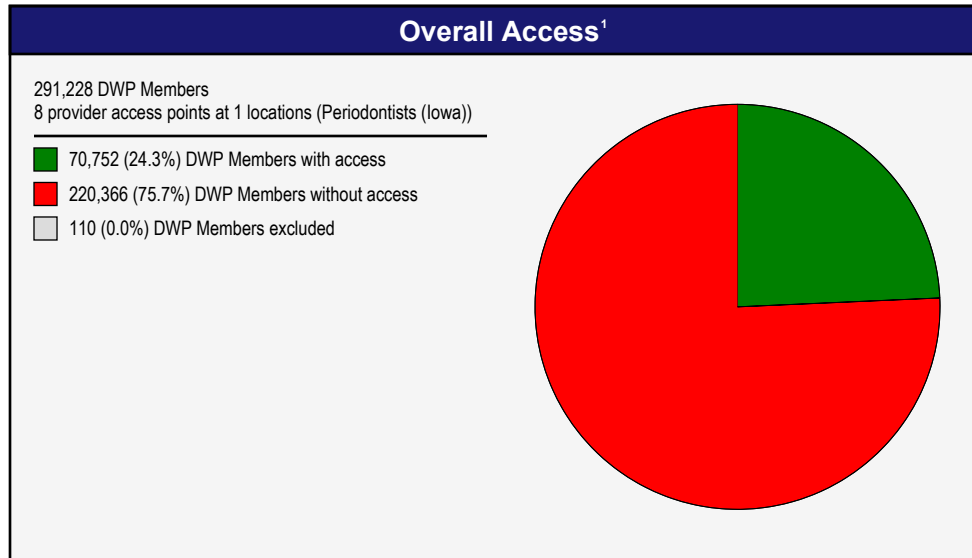 Overall Access¹
291,228 DWP Members
8 provider access points at 1 locations (Periodontists (Iowa))
70,752 (24.3%) DWP Members with access
220,366 (75.7%) DWP Members without access
110 (0.0%) DWP Members excluded